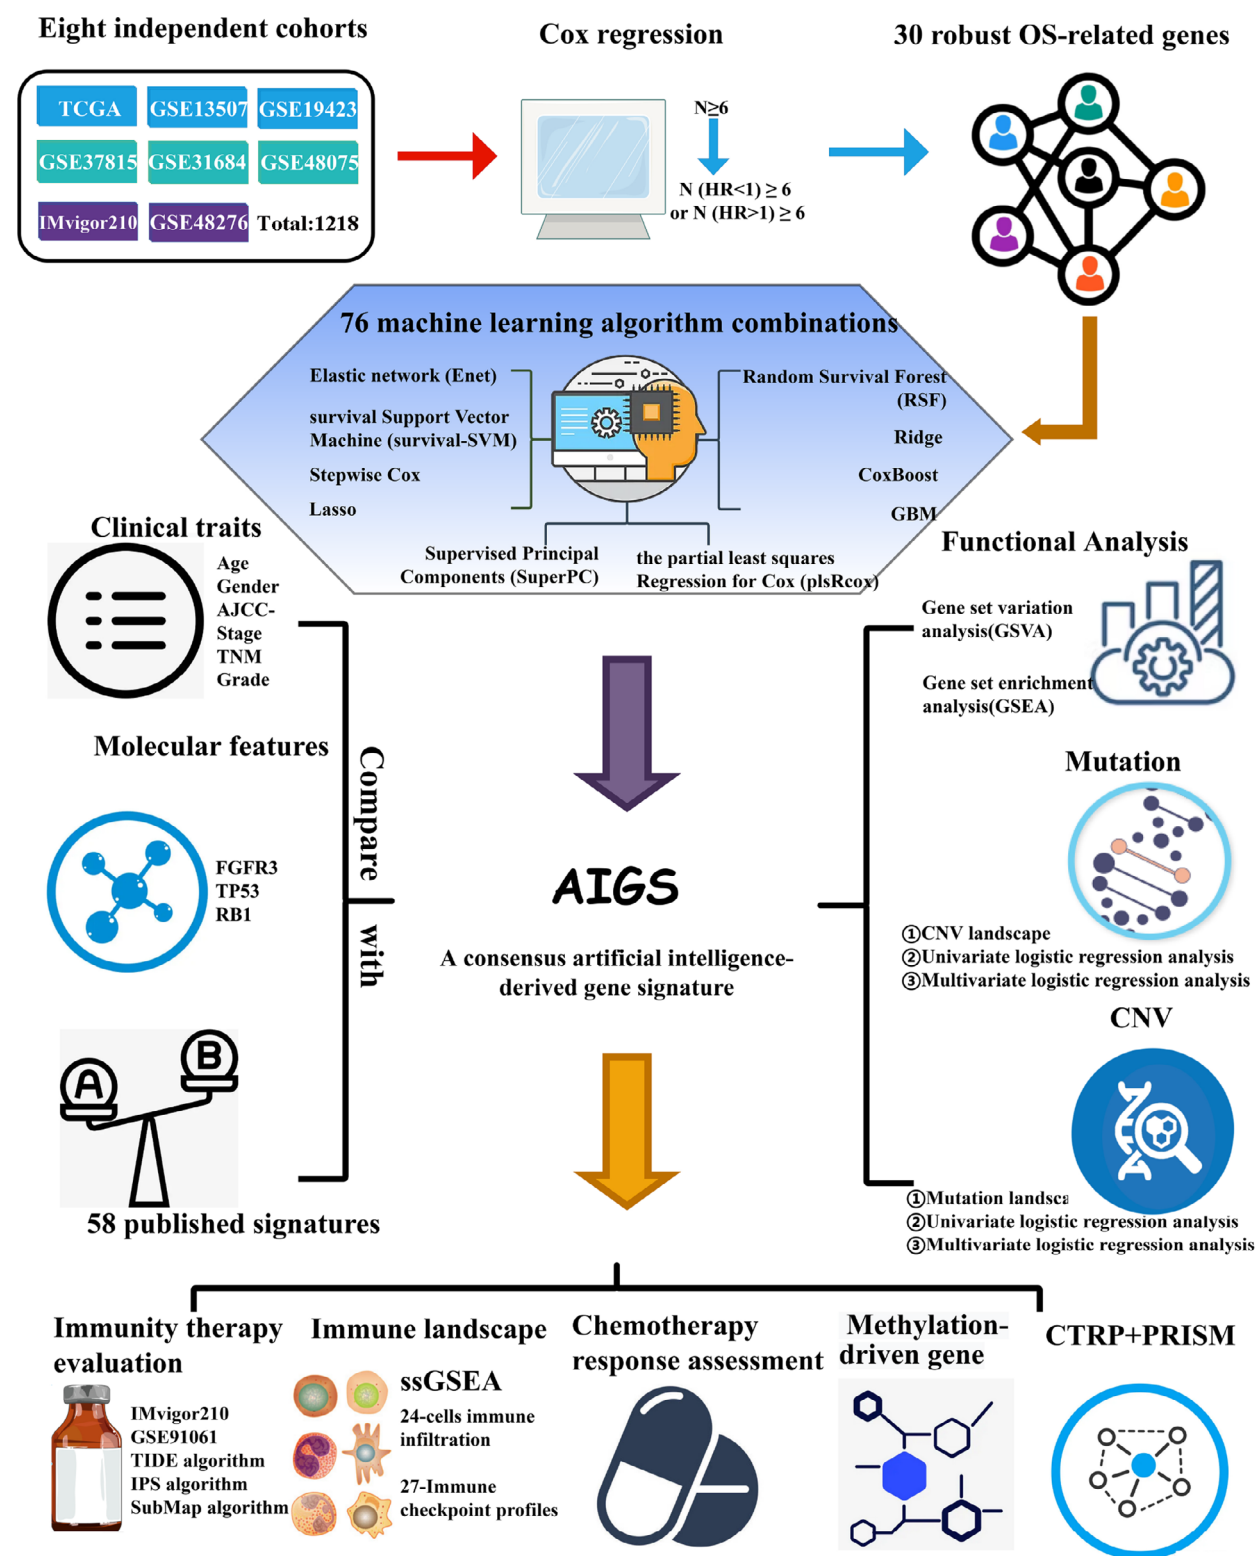 Eight independent cohorts
TCGA
GSE13507
GSE19423
GSE37815
GSE31684
GSE48075
IMvigor210
GSE48276
Total:1218
Cox regression
N≥6
N (HR<1) ≥ 6
or N (HR>1) ≥ 6
30 robust OS-related genes
76 machine learning algorithm combinations
Elastic network (Enet)
survival Support Vector
Machine (survival-SVM)
Stepwise Cox
Lasso
Random Survival Forest
(RSF)
Ridge
CoxBoost
GBM
Supervised Principal
Components (SuperPC)
the partial least squares
Regression for Cox (plsRcox)
Clinical traits
Age
Gender
AJCC-
Stage
TNM
Grade
Molecular features
FGFR3
TP53
RB1
A
B
58 published signatures
Compare with
AIGS
A consensus artificial intelligence-
derived gene signature
Functional Analysis
Gene set variation
analysis(GSVA)
Gene set enrichment
analysis(GSEA)
Mutation
①CNV landscape
②Univariate logistic regression analysis
③Multivariate logistic regression analysis
CNV
①Mutation landsca
②Univariate logistic regression analysis
③Multivariate logistic regression analysis
Immunity therapy
evaluation
IMvigor210
GSE91061
TIDE algorithm
IPS algorithm
SubMap algorithm
Immune landscape
ssGSEA
24-cells immune
infiltration
27-Immune
checkpoint profiles
Chemotherapy
response assessment
Methylation-
driven gene
CTRP+PRISM